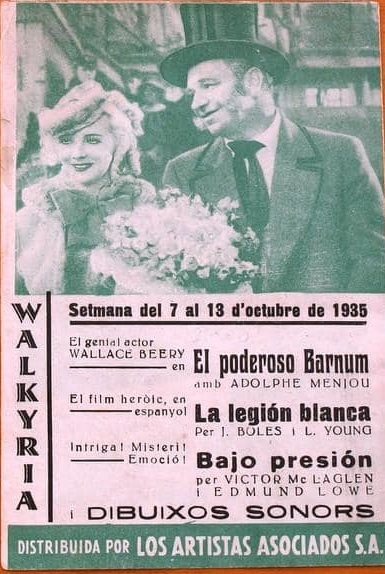 WALKYRIA
Setmana del 7 al 13 d'octubre de 1935
El genial actor
WALLACE BEERY
en El poderoso Barnum
amb ADOLPHE MENJOU
El film heròic, en
espanyol La legión blanca
Per J. BOLES i L. YOUNG
Intriga! Misteri!
Emoció! Bajo presión
per VICTOR Mc LAGLEN
i EDMUND LOWE
i DIBUIXOS SONORS
DISTRIBUIDA POR LOS ARTISTAS ASOCIADOS S.A.